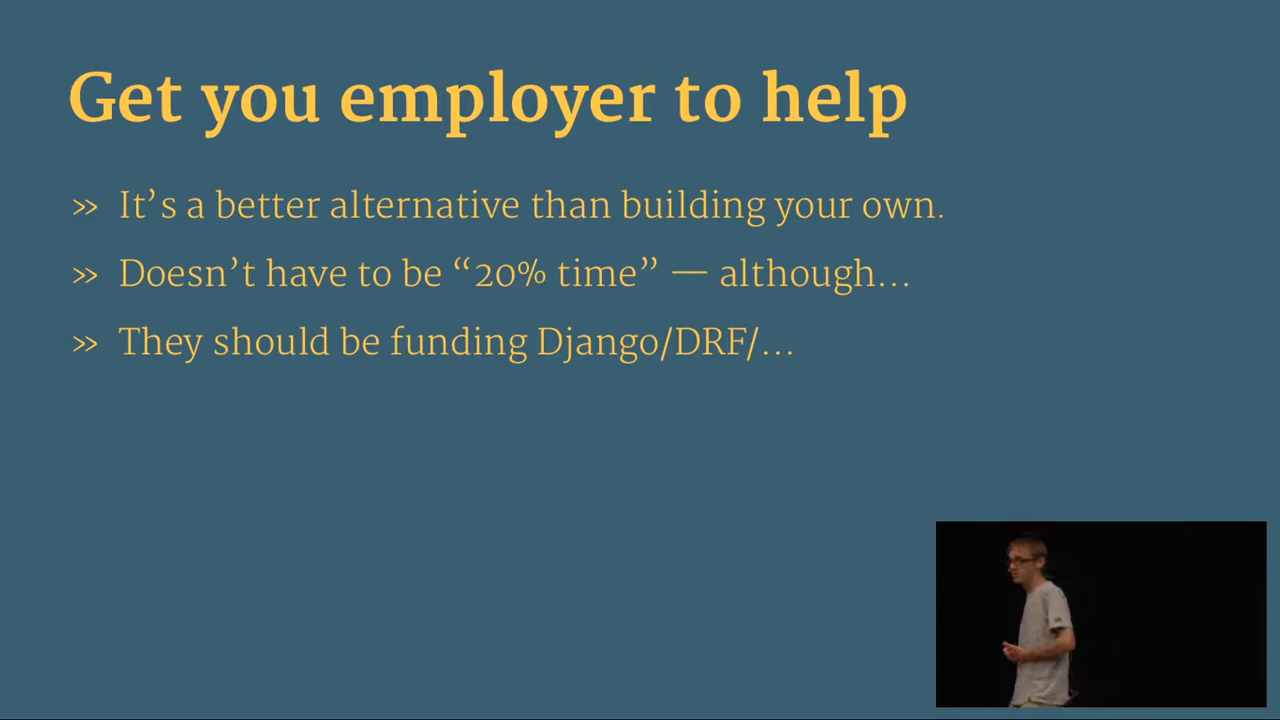 Get you employer to help
» It’s a better alternative than building your own.
» Doesn’t have to be “20% time” — although…
» They should be funding Django/DRF/…